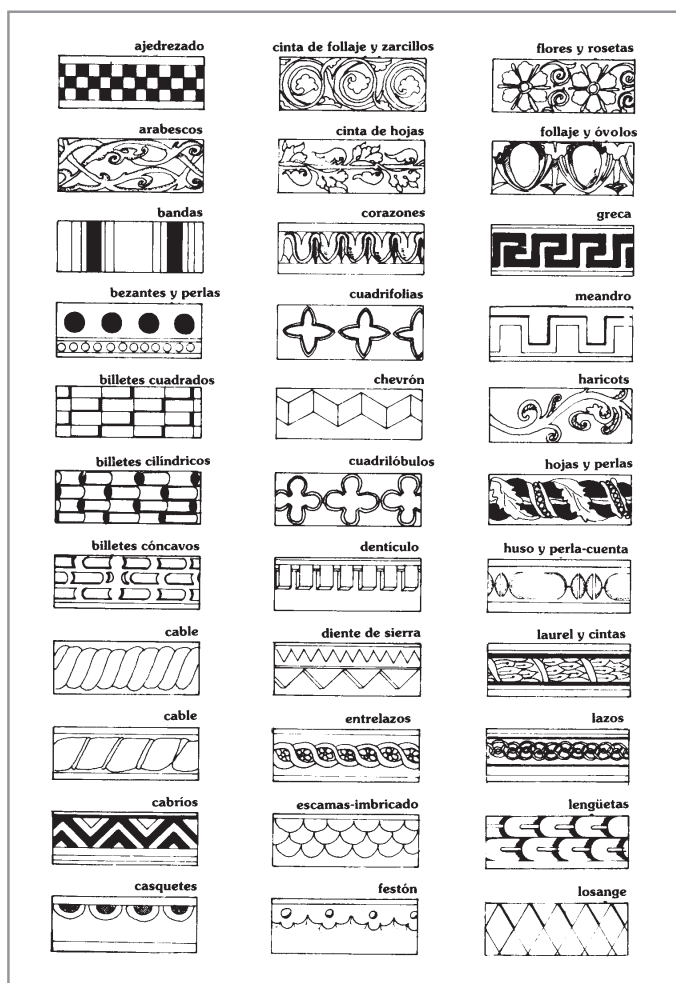 ajedrezado
cinta de follaje y zarcillos
flores y rosetas
arabescos
cinta de hojas
follaje y óvolos
bandas
corazones
greca
bezantes y perlas
cuadrifolias
meandro
billetes cuadrados
chevrón
haricots
billetes cilíndricos
cuadrilóbulos
hojas y perlas
billetes cóncavos
dentículo
huso y perla-cuenta
cable
diente de sierra
laurel y cintas
cable
entrelazos
lazos
cabríos
escamas-imbricado
lengüetas
casquetes
festón
losange